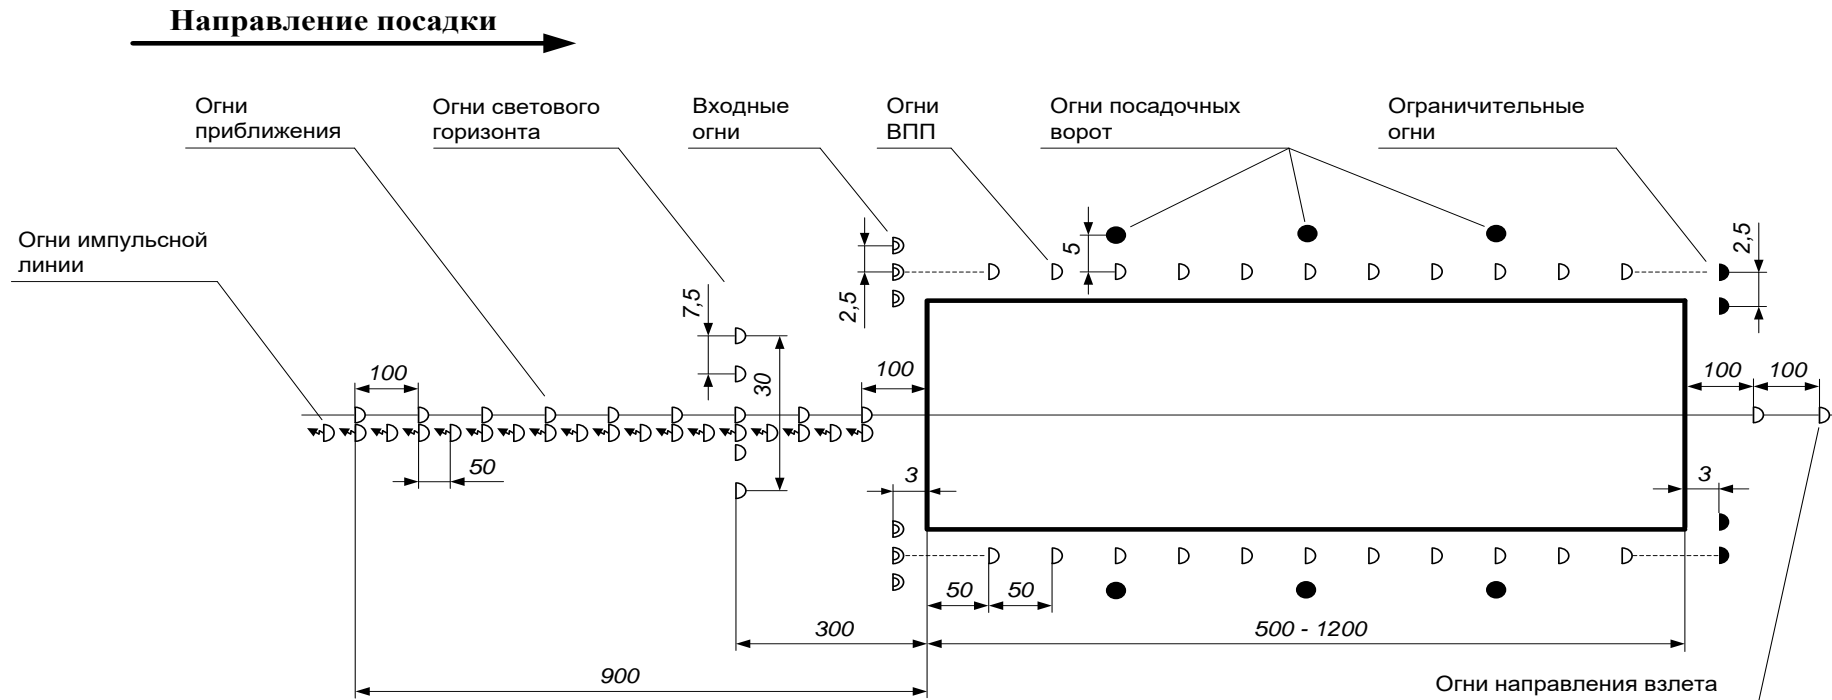 Направление посадки
Огни
приближения
Огни светового
горизонта
Входные
огни
Огни
ВПП
Огни посадочных
ворот
Ограничительные
огни
Огни импульсной
линии
5
2,5
7,5
2,5
100
30
100
100
100
50
3
3
50
50
300
500 - 1200
900
Огни направления взлета